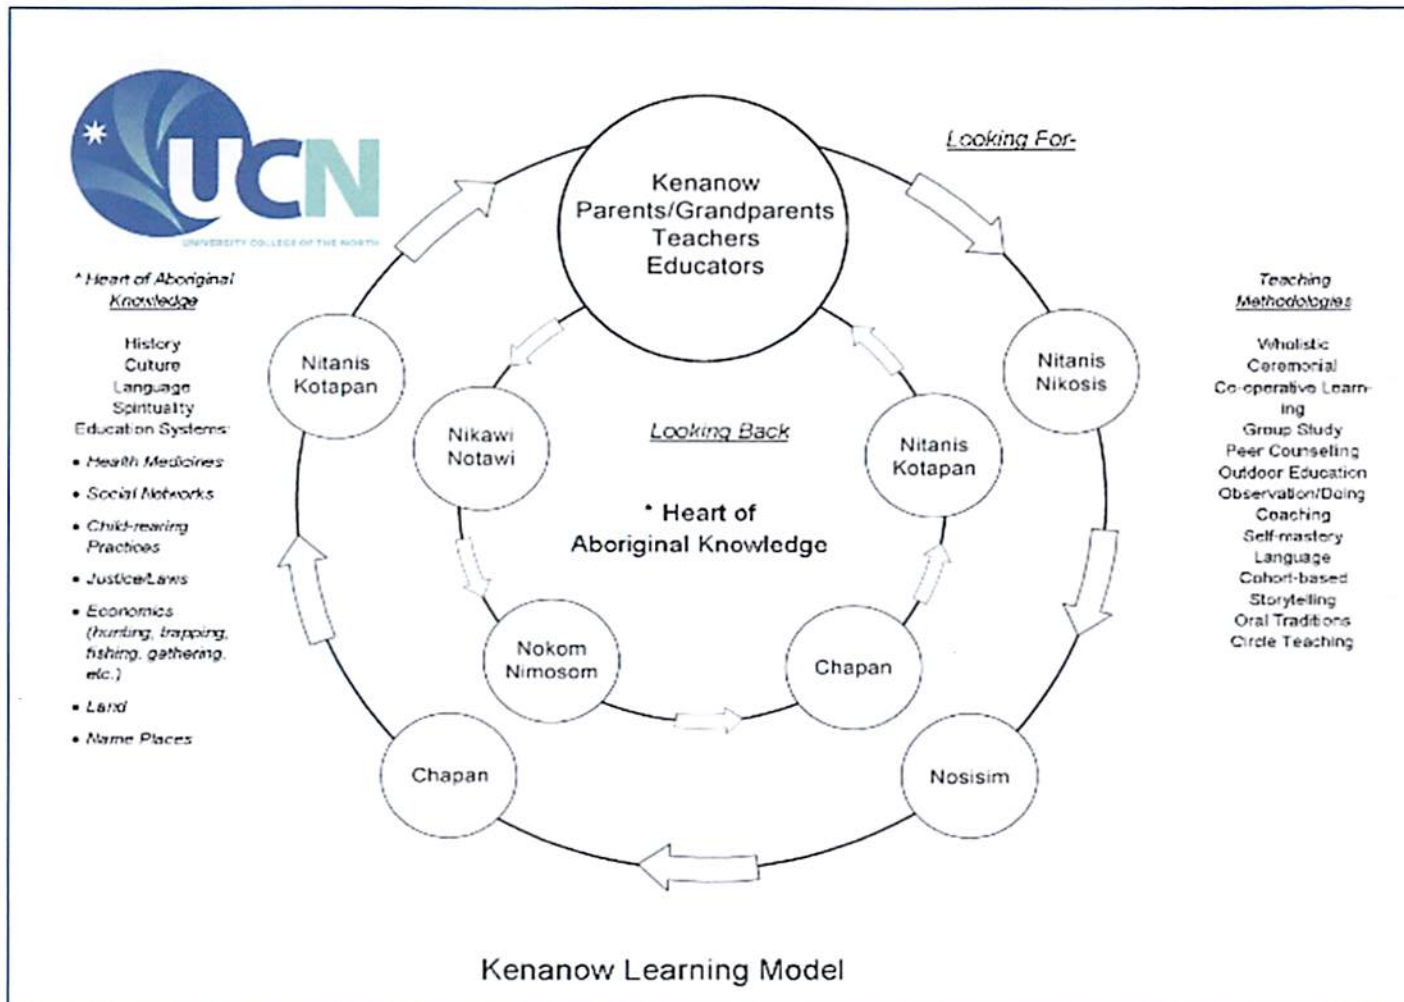 UCN
UNIVERSITY COLLEGE OF THE NORTH
* Heart of Aboriginal
Knowledge
History
Cuture
Language
Spirtuality
Education Systems:
• Health Medicines
• Social Networks
• Child-rearing
Practices
• Justice/Laws
• Economics
(hunting, trapping,
fishing, gathering,
etc.)
• Land
• Name Places
Kenanow
Parents/Grandparents
Teachers
Educators
Looking For-
Nitanis
Kotapan
Nitanis
Nikosis
Nikawi
Notawi
Looking Back
Nitanis
Kotapan
* Heart of
Aboriginal Knowledge
Nokom
Nimosom
Chapan
Chapan
Nosisim
Teaching
Methodologies
Wholistic
Ceremonial
Co-operative Learn-
ing
Group Study
Peer Counseling
Outdoor Education
Observation/Doing
Coaching
Self-mastery
Language
Cohort-based
Storytelling
Oral Traditions
Circle Teaching
Kenanow Learning Model